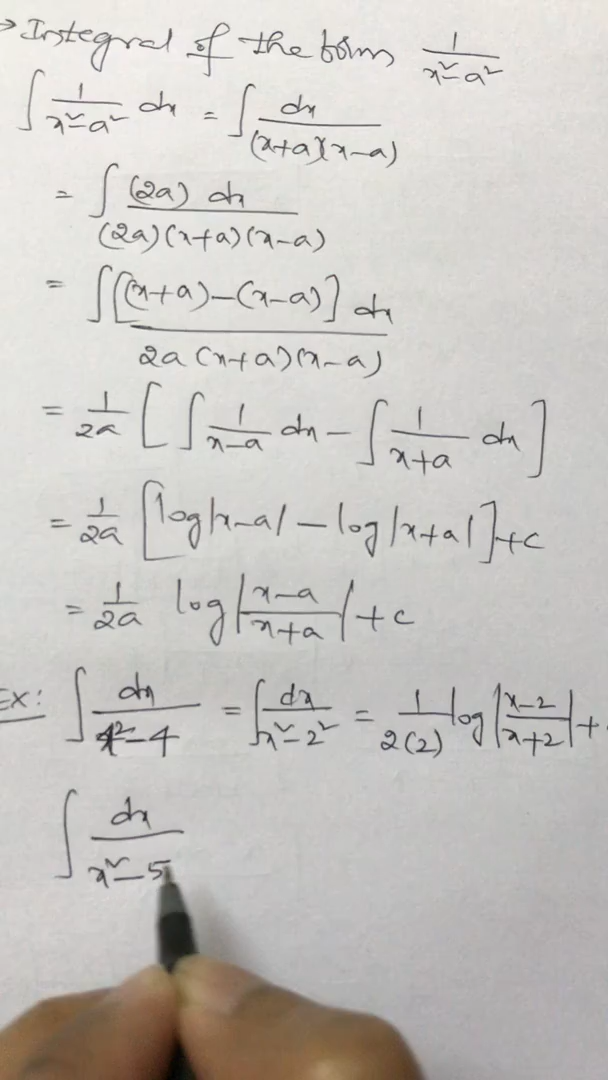 → Integral of the form 1/(x²-a²)
∫ 1/(x²-a²) dx = ∫ dx/((x+a)(x-a))
= ∫ (2a) dx/((2a)(x+a)(x-a))
= ∫ [(x+a)-(x-a)] dx/(2a(x+a)(x-a))
= 1/2a [∫ 1/(x-a) dx - ∫ 1/(x+a) dx]
= 1/2a [log|x-a| - log|x+a|]+c
= 1/2a log|(x-a)/(x+a)|+c
Ex: ∫ dx/(x²-4) = ∫ dx/(x²-2²) = 1/2(2) log|(x-2)/(x+2)|+
∫ dx/(x²-5